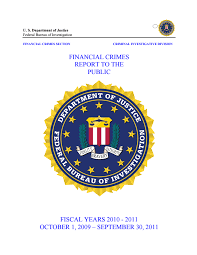 U. S. Department of Justice
Federal Bureau of Investigation
FINANCIAL CRIMES SECTION
CRIMINAL INVESTIGATIVE DIVISION
FINANCIAL CRIMES
REPORT TO THE
PUBLIC
DEPARTMENT OF JUSTICE
FEDERAL BUREAU OF INVESTIGATION
FISCAL YEARS 2010 - 2011
OCTOBER 1, 2009 – SEPTEMBER 30, 2011